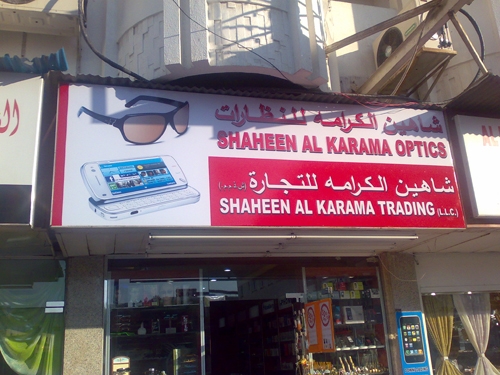 شاهين الكرامه للنظارات
SHAHEEN AL KARAMA OPTICS
شاهين الكرامه للتجارة (ش.ذ.م.م)
SHAHEEN AL KARAMA TRADING (L.L.C.)